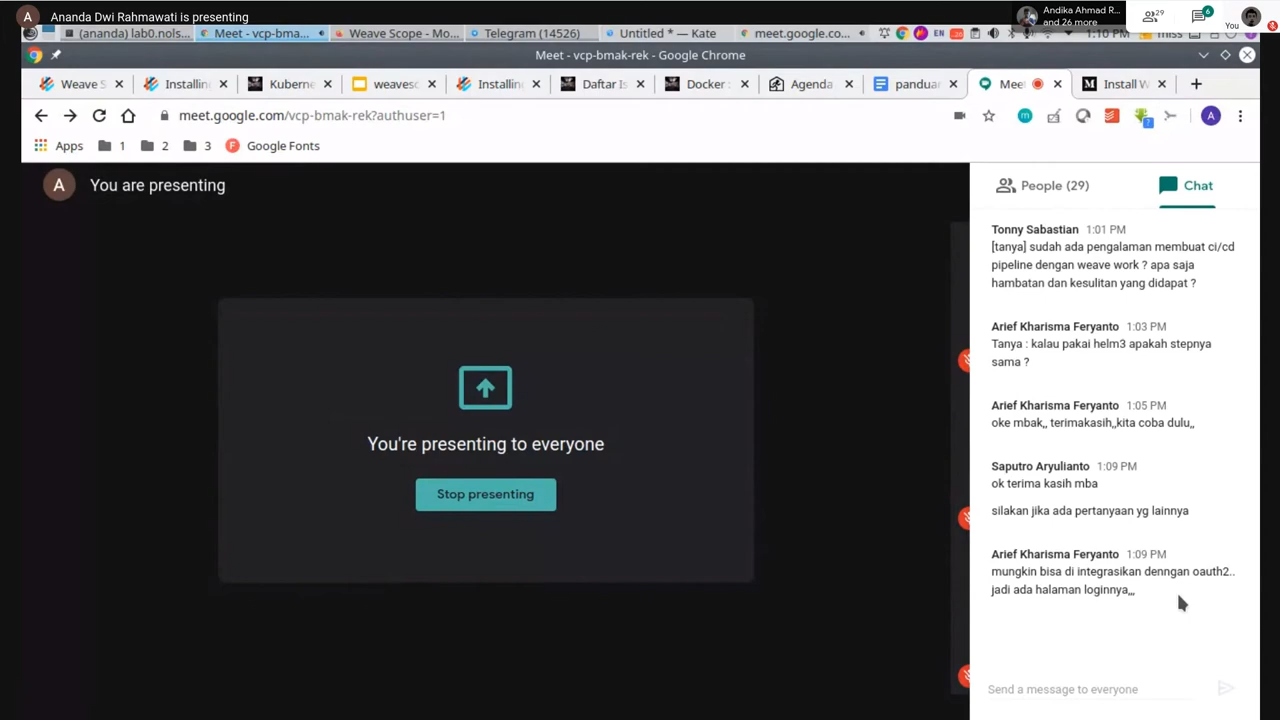 A Ananda Dwi Rahmawati is presenting
Andika Ahmad R...
and 26 more
29
6
You
(ananda) lab0.nols...
Meet - vcp-bma...
Weave Scope - Mo...
Telegram (14526
Untitled * — Kate
meet.google.co...
EN
1:10 PM
miss
Meet - vcp-bmak-rek - Google Chrome
Weave S
Installin
Kuberne
weavesc
Installin
Daftar Is
Docker
Agenda
panduar
Meet
Install W
meet.google.com/vcp-bmak-rek?authuser=1
A
Apps
1
2
3
F Google Fonts
A You are presenting
People (29)
Chat
You're presenting to everyone
Stop presenting
Tonny Sabastian 1:01 PM
[tanya] sudah ada pengalaman membuat ci/cd
pipeline dengan weave work ? apa saja
hambatan dan kesulitan yang didapat ?
Arief Kharisma Feryanto 1:03 PM
Tanya : kalau pakai helm3 apakah stepnya
sama ?
Arief Kharisma Feryanto 1:05 PM
oke mbak,, terimakasih,,kita coba dulu,,
Saputro Aryulianto 1:09 PM
ok terima kasih mba
silakan jika ada pertanyaan yg lainnya
Arief Kharisma Feryanto 1:09 PM
mungkin bisa di integrasikan denngan oauth2..
jadi ada halaman loginnya,,,
Send a message to everyone